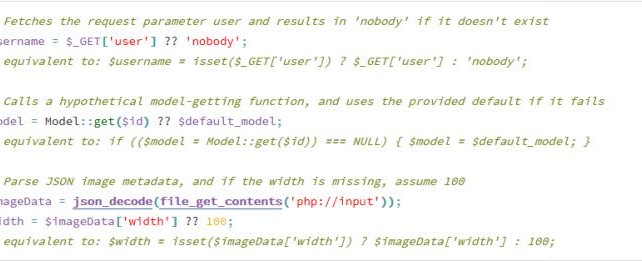 Fetches the request parameter user and results in 'nobody' if it doesn't exist
sername = $_GET['user'] ?? 'nobody';
equivalent to: $username = isset($_GET['user']) ? $_GET['user'] : 'nobody';
Calls a hypothetical model-getting function, and uses the provided default if it fails
odel = Model::get($id) ?? $default_model;
equivalent to: if (($model = Model::get($id)) === NULL) { $model = $default_model; }
Parse JSON image metadata, and if the width is missing, assume 100
mageData = json_decode(file_get_contents('php://input'));
idth = $imageData['width'] ?? 100;
equivalent to: $width = isset($imageData['width']) ? $imageData['width'] : 100;